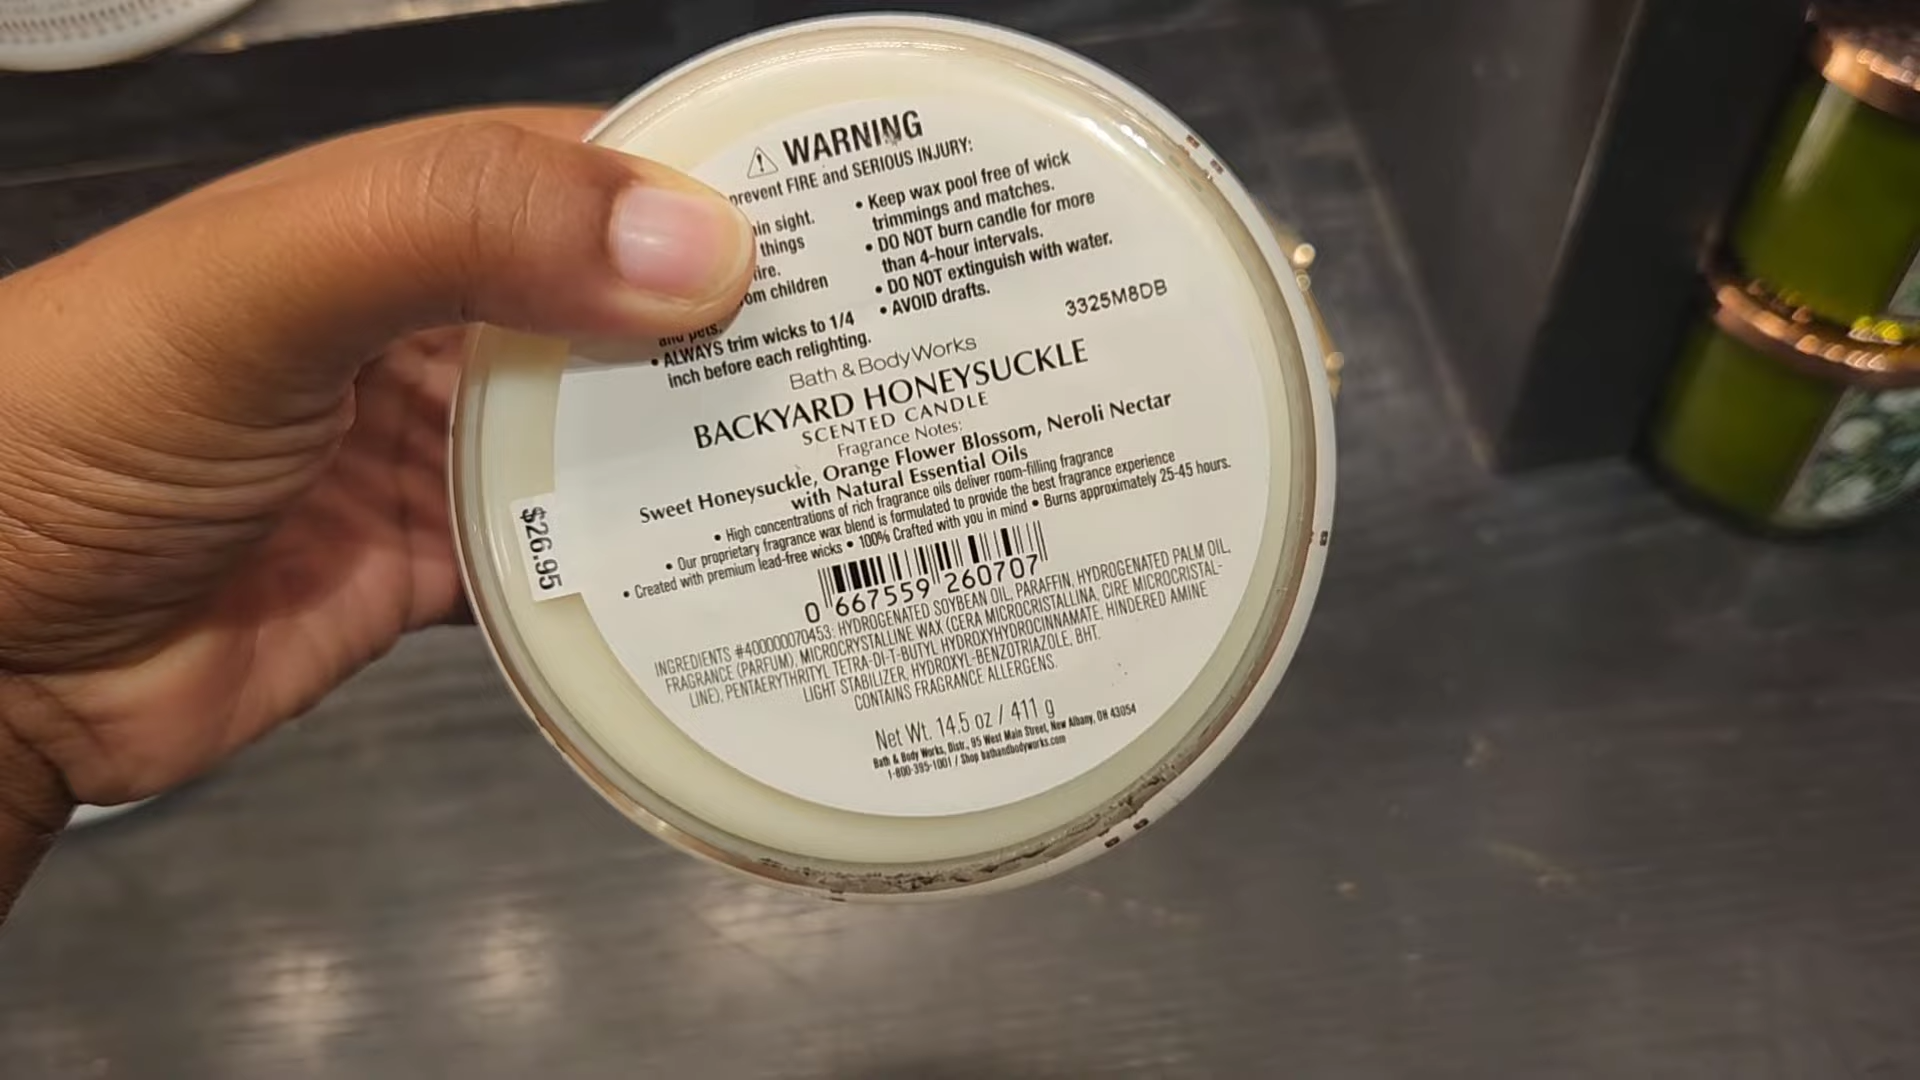 WARNING
prevent FIRE and SERIOUS INJURY:
sight.
things
children
and pets.
• ALWAYS trim wicks to 1/4
inch before each relighting.
• Keep wax pool free of wick
trimmings and matches.
• DO NOT burn candle for more
than 4-hour intervals.
• DO NOT extinguish with water.
• AVOID drafts.
3325M8DB
Bath & Body Works
BACKYARD HONEYSUCKLE
SCENTED CANDLE
Fragrance Notes:
Sweet Honeysuckle, Orange Flower Blossom, Neroli Nectar
with Natural Essential Oils
• High concentrations of rich fragrance oils deliver room-filling fragrance
• Our proprietary fragrance wax blend is formulated to provide the best fragrance experience
• Created with premium lead-free wicks • 100% Crafted with you in mind • Burns approximately 25-45 hours.
$26.95
0 667559 260707
INGREDIENTS #400000070453: HYDROGENATED SOYBEAN OIL, PARAFFIN, HYDROGENATED PALM OIL,
FRAGRANCE (PARFUM), MICROCRYSTALLINE WAX (CERA MICROCRISTALLINA, CIRE MICROCRISTAL-
LINE), PENTAERYTHRITYL TETRA-DI-T-BUTYL HYDROXYHYDROCINNAMATE, HINDERED AMINE
LIGHT STABILIZER, HYDROXYL-BENZOTRIAZOLE, BHT.
CONTAINS FRAGRANCE ALLERGENS.
Net Wt. 14.5 oz / 411 g
Bath & Body Works, Distr., 95 West Main Street, New Albany, OH 43054
1-800-395-1001 / Shop bathandbodyworks.com